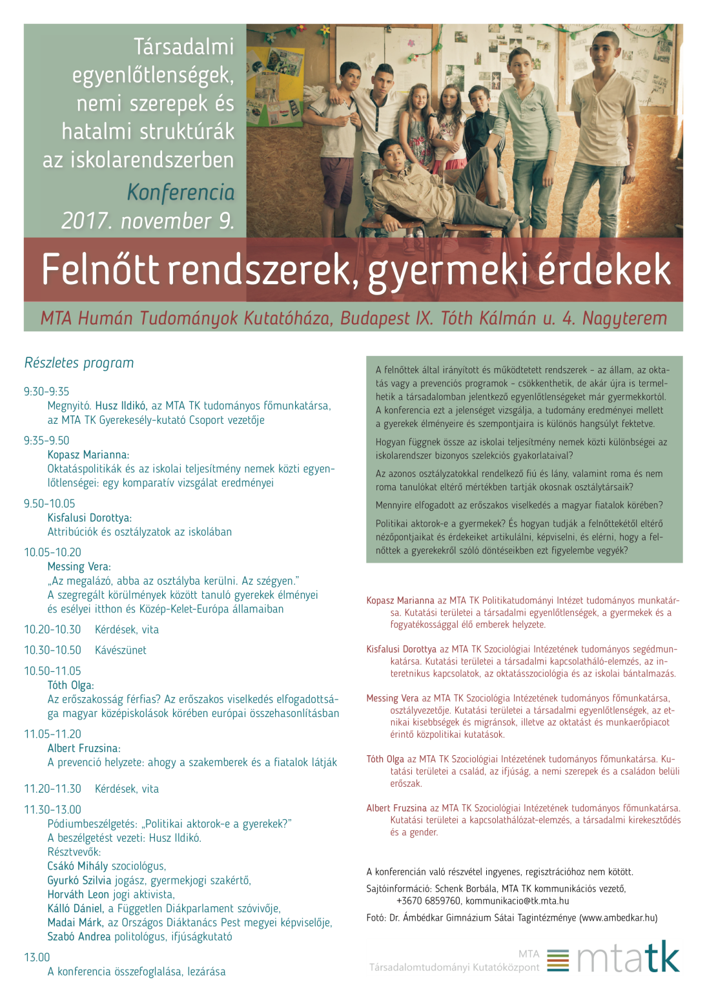 Társadalmi
egyenlőtlenségek,
nemi szerepek és
hatalmi struktúrák
az iskolarendszerben
Konferencia
2017. november 9.
Felnőtt rendszerek, gyermeki érdekek
MTA Humán Tudományok Kutatóháza, Budapest IX. Tóth Kálmán u. 4. Nagyterem
Részletes program
9:30-9:35
Megnyitó. Husz Ildikó, az MTA TK tudományos főmunkatársa,
az MTA TK Gyerekesély-kutató Csoport vezetője
9:35-9.50
Kopasz Marianna:
Oktatáspolitikák és az iskolai teljesítmény nemek közti egyen-
lőtlenségei: egy komparatív vizsgálat eredményei
9.50-10.05
Kisfalusi Dorottya:
Attribúciók és osztályzatok az iskolában
10.05-10.20
Messing Vera:
„Az megalázó, abba az osztályba kerülni. Az szégyen.”
A szegregált körülmények között tanuló gyerekek élményei
és esélyei itthon és Közép-Kelet-Európa államaiban
10.20-10.30 Kérdések, vita
10.30-10.50 Kávészünet
10.50-11.05
Tóth Olga:
Az erőszakosság férfias? Az erőszakos viselkedés elfogadottsá-
ga magyar középiskolások körében európai összehasonlításban
11.05-11.20
Albert Fruzsina:
A prevenció helyzete: ahogy a szakemberek és a fiatalok látják
11.20-11.30 Kérdések, vita
11.30-13.00
Pódiumbeszélgetés: „Politikai aktorok-e a gyerekek?”
A beszélgetést vezeti: Husz Ildikó.
Résztvevők:
Csákó Mihály szociológus,
Gyurkó Szilvia jogász, gyermekjogi szakértő,
Horváth Leon jogi aktivista,
Kálló Dániel, a Független Diákparlament szóvivője,
Madai Márk, az Országos Diáktanács Pest megyei képviselője,
Szabó Andrea politológus, ifjúságkutató
13.00
A konferencia összefoglalása, lezárása
A felnőttek által irányított és működtetett rendszerek – az állam, az okta-
tás vagy a prevenciós programok – csökkenthetik, de akár újra is termel-
hetik a társadalomban jelentkező egyenlőtlenségeket már gyermekkortól.
A konferencia ezt a jelenséget vizsgálja, a tudomány eredményei mellett
a gyerekek élményeire és szempontjaira is különös hangsúlyt fektetve.
Hogyan függnek össze az iskolai teljesítmény nemek közti különbségei az
iskolarendszer bizonyos szelekciós gyakorlataival?
Az azonos osztályzatokkal rendelkező fiú és lány, valamint roma és nem
roma tanulókat eltérő mértékben tartják okosnak osztálytársaik?
Mennyire elfogadott az erőszakos viselkedés a magyar fiatalok körében?
Politikai aktorok-e a gyermekek? És hogyan tudják a felnőttekétől eltérő
nézőpontjaikat és érdekeiket artikulálni, képviselni, és elérni, hogy a fel-
nőttek a gyerekekről szóló döntéseikben ezt figyelembe vegyék?
Kopasz Marianna az MTA TK Politikatudományi Intézet tudományos munkatár-
sa. Kutatási területei a társadalmi egyenlőtlenségek, a gyermekek és a
fogyatékossággal élő emberek helyzete.
Kisfalusi Dorottya az MTA TK Szociológiai Intézetének tudományos segédmun-
katársa. Kutatási területei a társadalmi kapcsolatháló-elemzés, az in-
teretnikus kapcsolatok, az oktatásszociológia és az iskolai bántalmazás.
Messing Vera az MTA TK Szociológia Intézetének tudományos főmunkatársa,
osztályvezetője. Kutatási területei a társadalmi egyenlőtlenségek, az et-
nikai kisebbségek és migránsok, illetve az oktatást és munkaerőpiacot
érintő közpolitikai kutatások.
Tóth Olga az MTA TK Szociológiai Intézetének tudományos főmunkatársa. Ku-
tatási területei a család, az ifjúság, a nemi szerepek és a családon belüli
erőszak.
Albert Fruzsina az MTA TK Szociológiai Intézetének tudományos főmunkatársa.
Kutatási területei a kapcsolathálózat-elemzés, a társadalmi kirekesztődés
és a gender.
A konferencián való részvétel ingyenes, regisztrációhoz nem kötött.
Sajtóinformáció: Schenk Borbála, MTA TK kommunikációs vezető,
+3670 6859760, kommunikacio@tk.mta.hu
Fotó: Dr. Ámbédkar Gimnázium Sátai Tagintézménye (www.ambedkar.hu)
MTA
Társadalomtudományi Kutatóközpont
mtatk